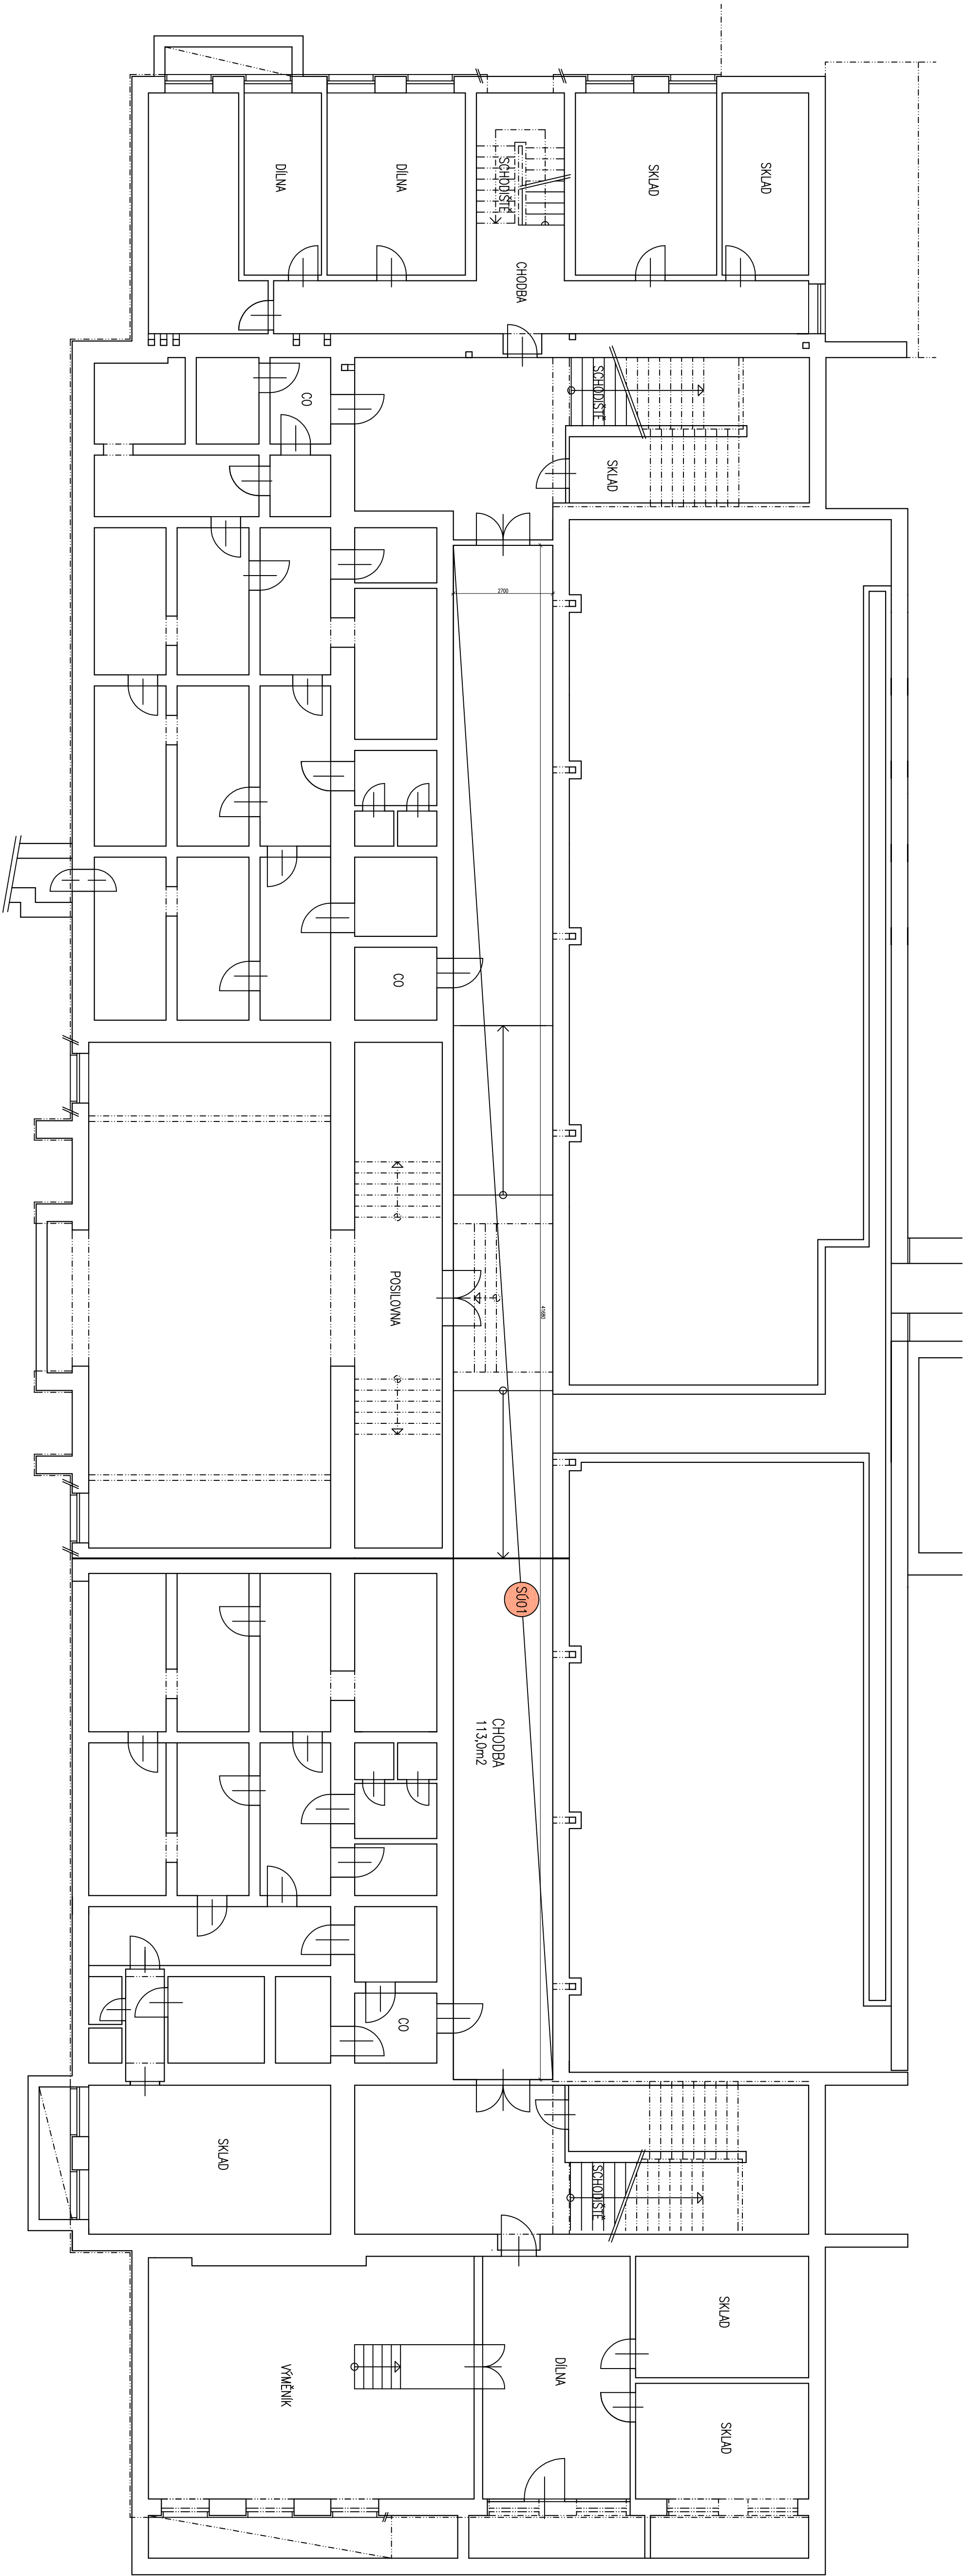 DÍLNA
DÍLNA
SCHODIŠTĚ
SKLAD
SKLAD
CHODBA
CO
SCHODIŠTĚ
SKLAD
2700
CO
POSILOVNA
SÚ01
CHODBA
113,0m2
CO
SKLAD
SCHODIŠTĚ
SKLAD
VÝMĚNÍK
DÍLNA
SKLAD